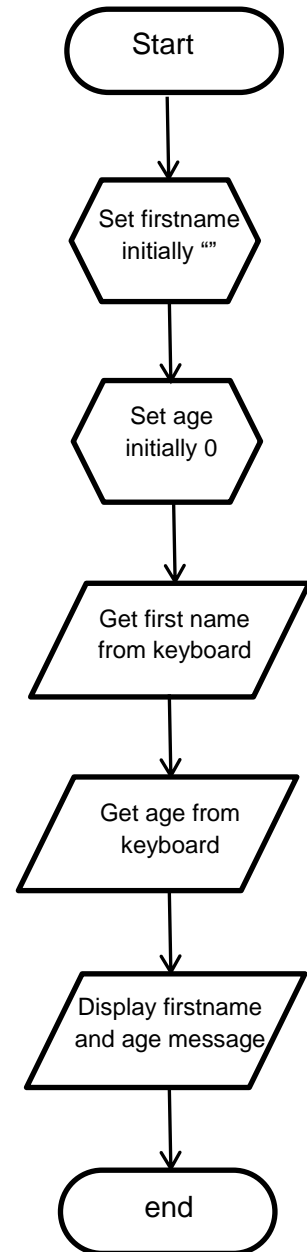 Start
Set firstname
initially “”
Set age
initially 0
Get first name
from keyboard
Get age from
keyboard
Display firstname
and age message
end